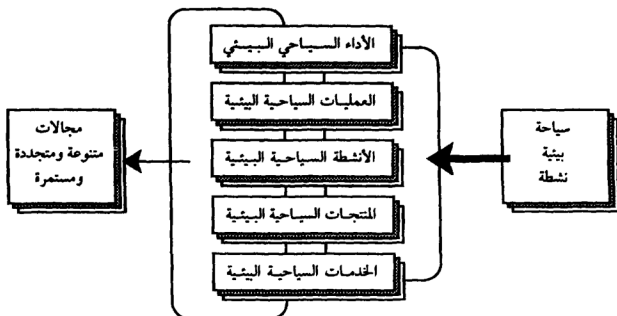 سياحة
بيئية
نشطة
الأداء السياحي البيئي
العمليات السياحية البيئية
الأنشطة السياحية البيئية
المنتجات السياحية البيئية
الخدمات السياحية البيئية
مجالات
متنوعة ومتجددة
ومستمرة